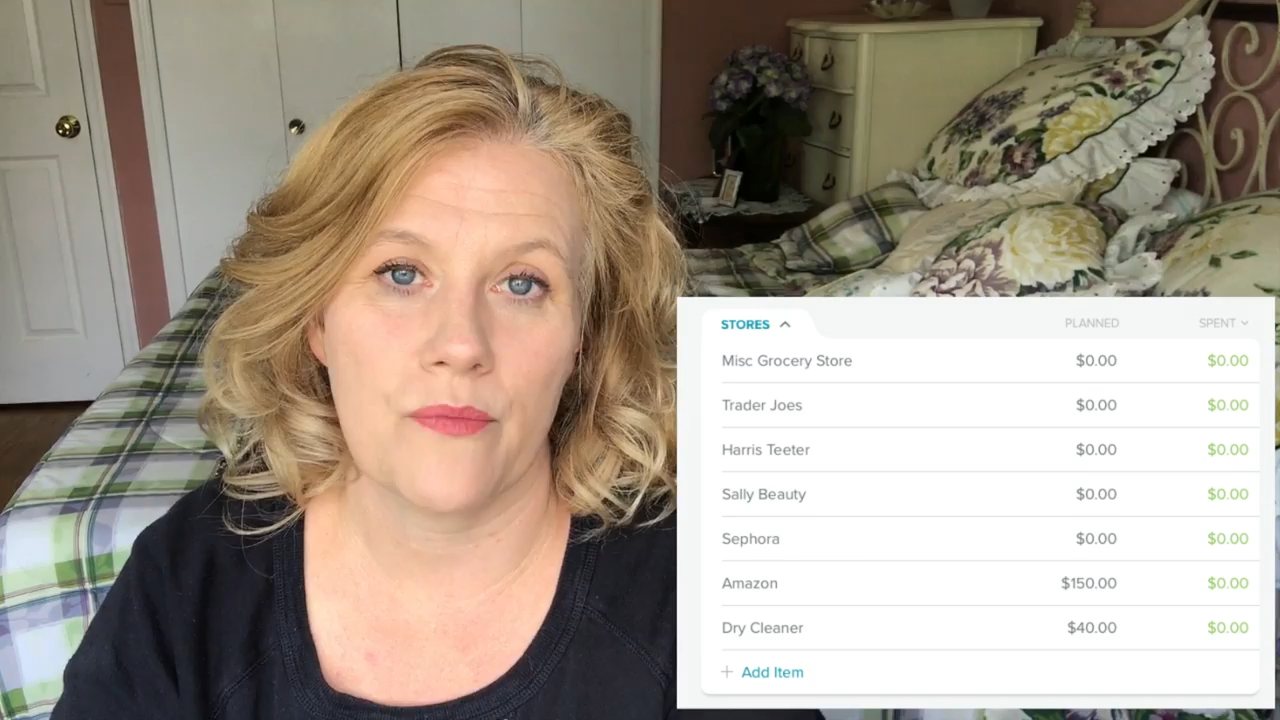 STORES PLANNED SPENT
Misc Grocery Store $0.00 $0.00
Trader Joes $0.00 $0.00
Harris Teeter $0.00 $0.00
Sally Beauty $0.00 $0.00
Sephora $0.00 $0.00
Amazon $150.00 $0.00
Dry Cleaner $40.00 $0.00
+ Add Item